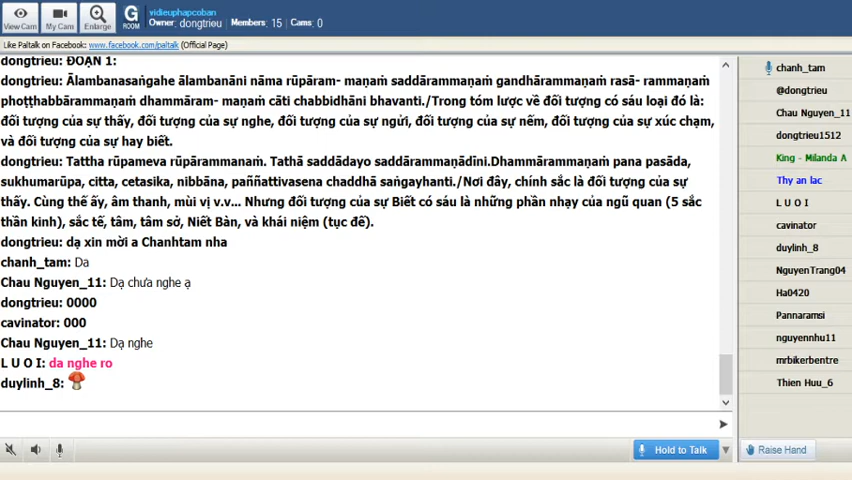 vidieuphapcoban
Owner: dongtrieu Members: 15 Cams: 0
View Cam
My Cam
Enlarge
G
ROOM
Like Paltalk on Facebook: www.facebook.com/paltalk (Official Page)
dongtrieu: ĐOẠN 1:
dongtrieu: Ālambanasaṅgahe ālambanāni nāma rūpāram- maṇaṁ saddārammaṇaṁ gandhārammaṇaṁ rasā- rammaṇaṁ
phoṭṭhabbārammaṇaṁ dhammāram- maṇaṁ cāti chabbidhāni bhavanti./Trong tóm lược về đối tượng có sáu loại đó là:
đối tượng của sự thấy, đối tượng của sự nghe, đối tượng của sự ngửi, đối tượng của sự nếm, đối tượng của sự xúc chạm,
và đối tượng của sự hay biết.
dongtrieu: Tattha rūpameva rūpārammanaṁ. Tathā saddādayo saddārammaṇādīni.Dhammārammaṇaṁ pana pasāda,
sukhumarūpa, citta, cetasika, nibbāna, paññattivasena chaddhā saṅgayhanti./Nơi đây, chính sắc là đối tượng của sự
thấy. Cùng thế ấy, âm thanh, mùi vị v.v... Nhưng đối tượng của sự Biết có sáu là những phần nhạy của ngũ quan (5 sắc
thần kinh), sắc tế, tâm, tâm sở, Niết Bàn, và khái niệm (tục đế).
dongtrieu: dạ xin mời a Chanhtam nha
chanh_tam: Da
Chau Nguyen_11: Dạ chưa nghe ạ
dongtrieu: 0000
cavinator: 000
Chau Nguyen_11: Dạ nghe
L U O I: da nghe ro
duylinh_8:
Hold to Talk
Raise Hand
chanh_tam
@dongtrieu
Chau Nguyen_11
dongtrieu1512
King - Milanda A
Thy an lac
L U O I
cavinator
duylinh_8
NguyenTrang04
Ha0420
Pannaramsi
nguyennhu11
mrbikerbentre
Thien Huu_6